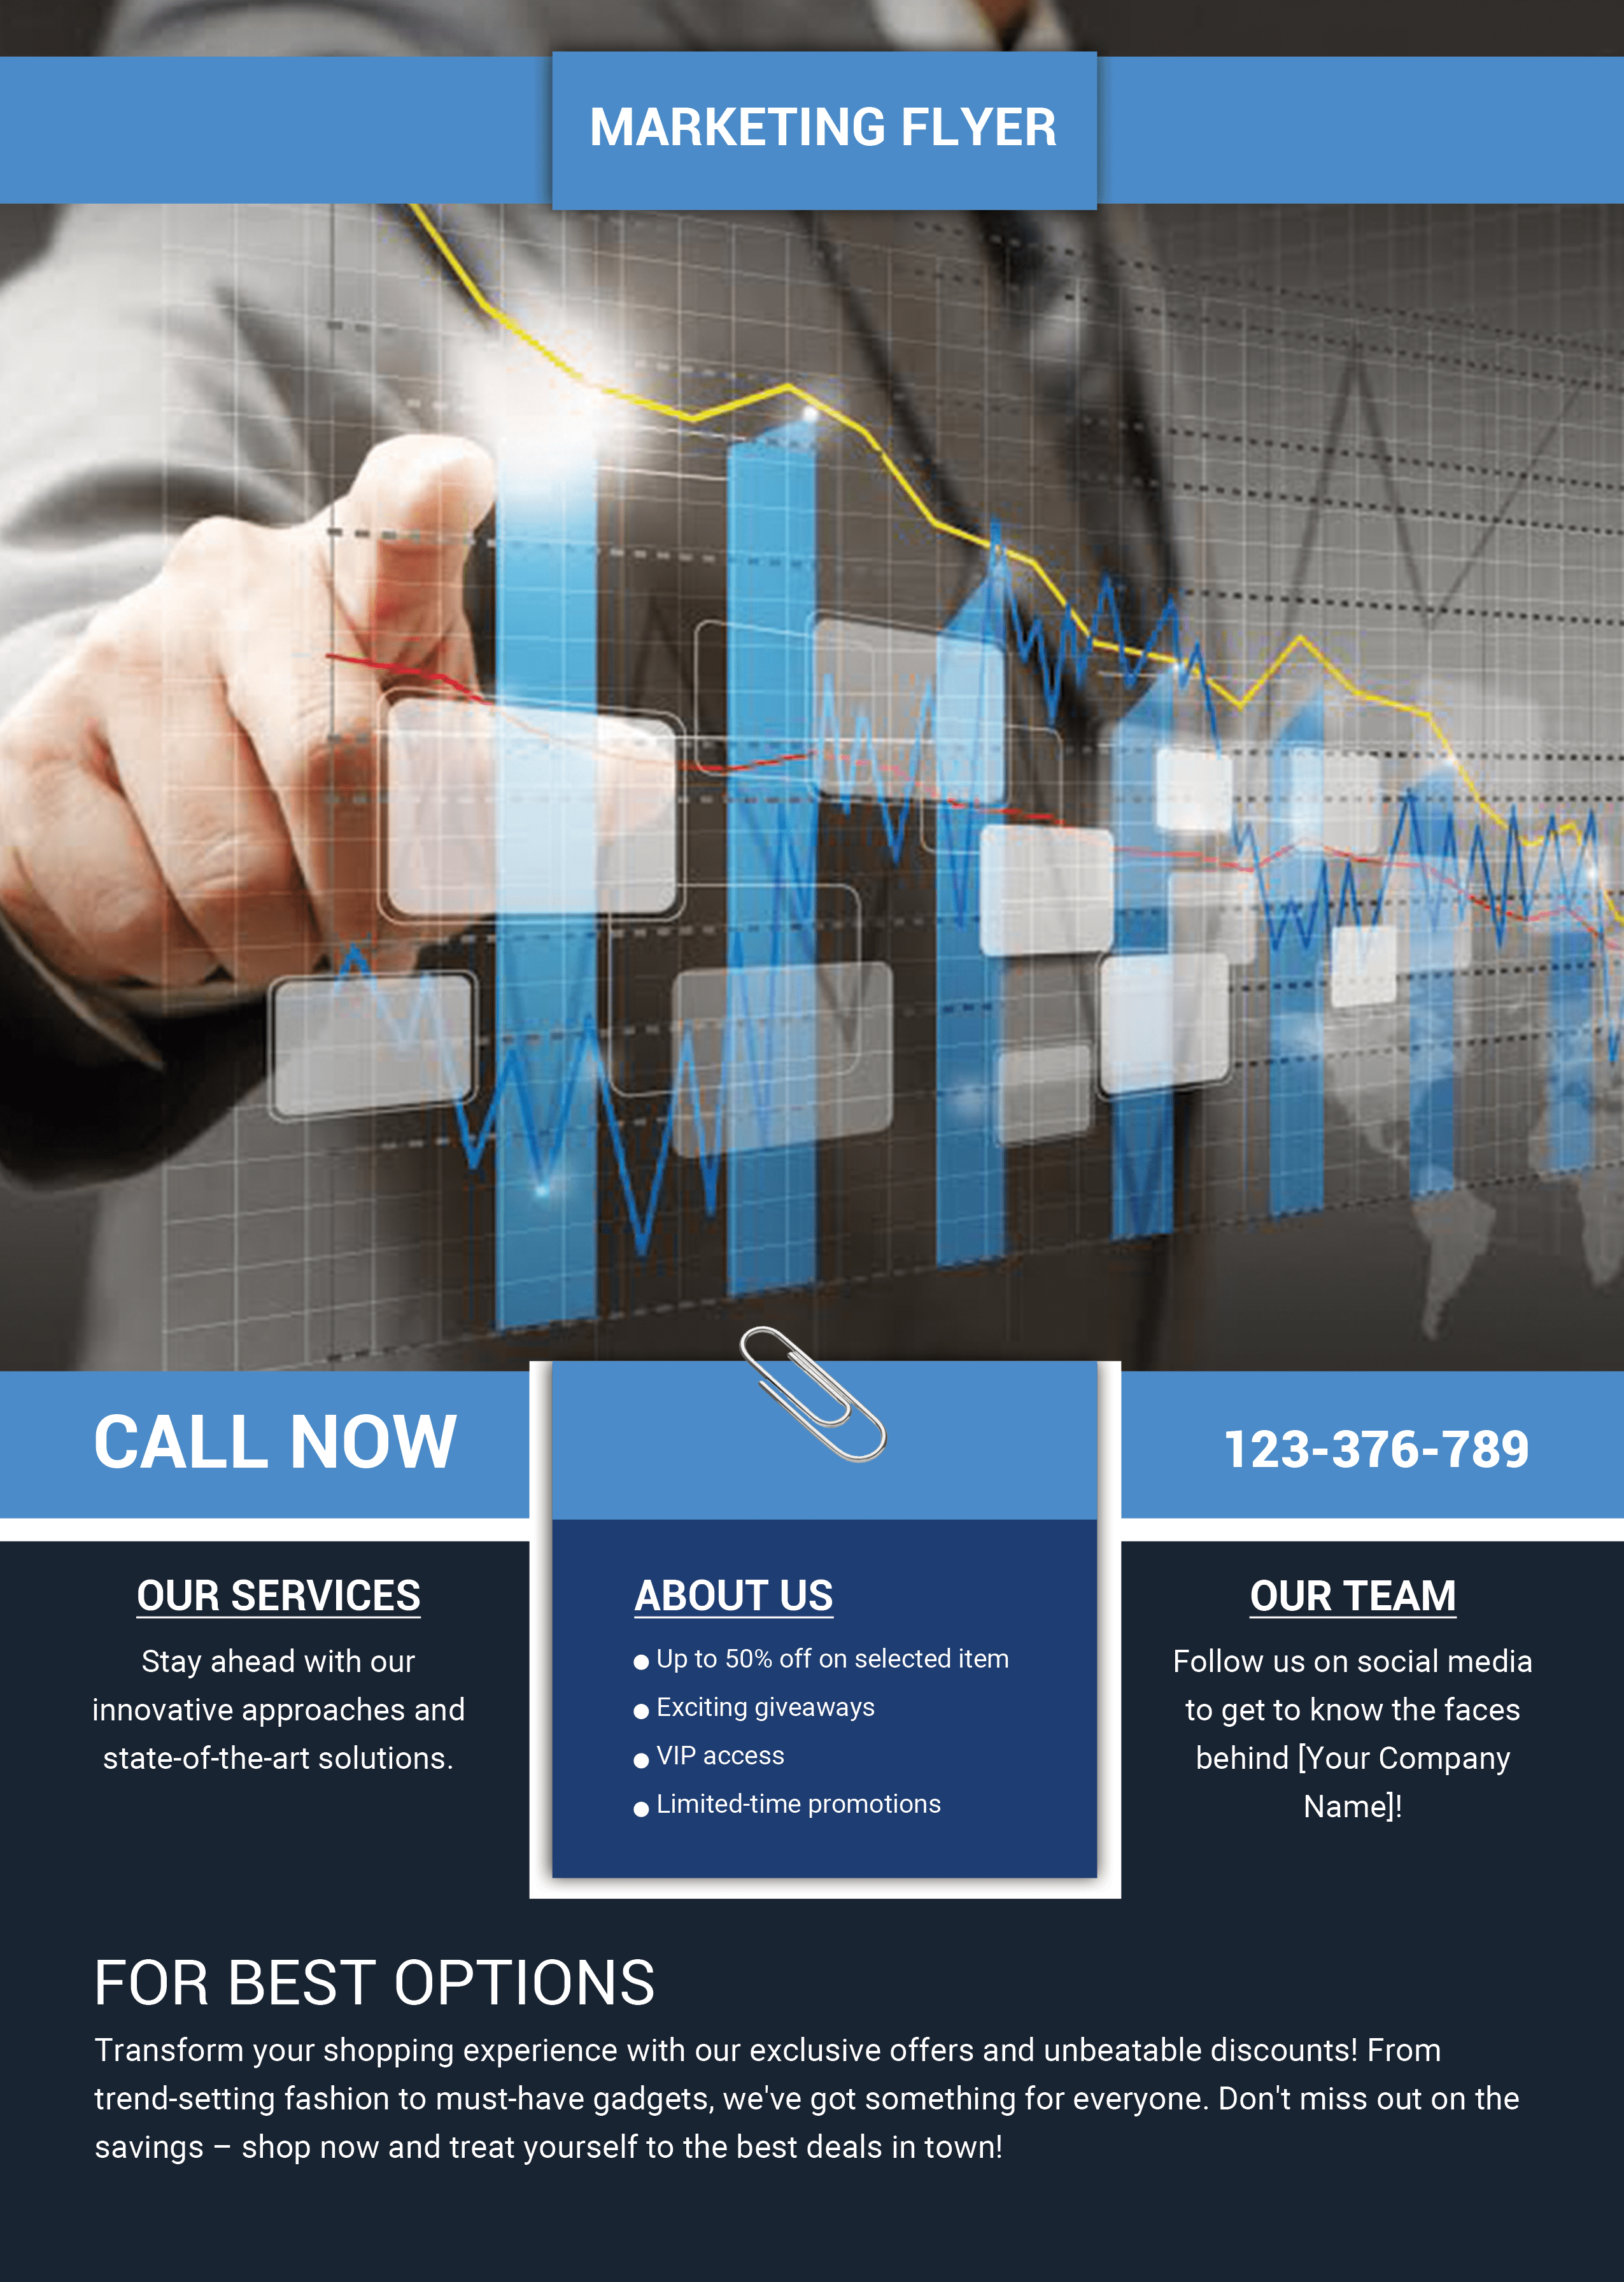 MARKETING FLYER
CALL NOW
123-376-789
OUR SERVICES
Stay ahead with our
innovative approaches and
state-of-the-art solutions.
ABOUT US
Up to 50% off on selected item
Exciting giveaways
VIP access
Limited-time promotions
OUR TEAM
Follow us on social media
to get to know the faces
behind [Your Company
Name]!
FOR BEST OPTIONS
Transform your shopping experience with our exclusive offers and unbeatable discounts! From
trend-setting fashion to must-have gadgets, we've got something for everyone. Don't miss out on the
savings – shop now and treat yourself to the best deals in town!